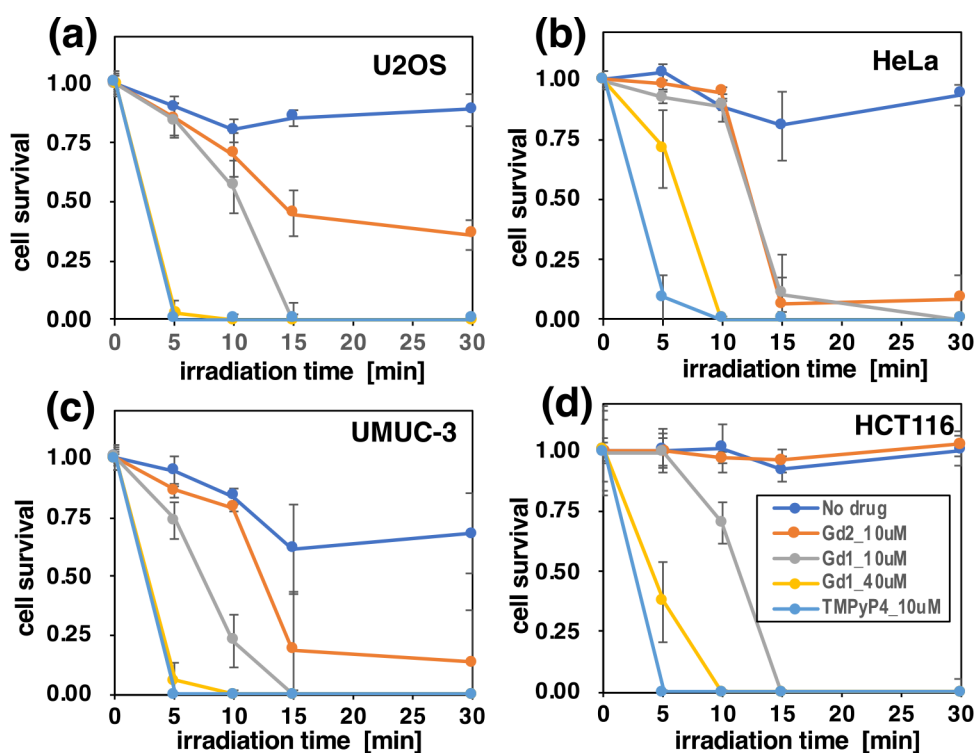 (a)
U2OS
1.00
0.75
0.50
0.25
0.00
cell survival
0 5 10 15 20 25 30
irradiation time [min]
(b)
HeLa
1.00
0.75
0.50
0.25
0.00
cell survival
0 5 10 15 20 25 30
irradiation time [min]
(c)
UMUC-3
1.00
0.75
0.50
0.25
0.00
cell survival
0 5 10 15 20 25 30
irradiation time [min]
(d)
HCT116
1.00
0.75
0.50
0.25
0.00
cell survival
No drug
Gd2_10uM
Gd1_10uM
Gd1_40uM
TMPyP4_10uM
0 5 10 15 20 25 30
irradiation time [min]